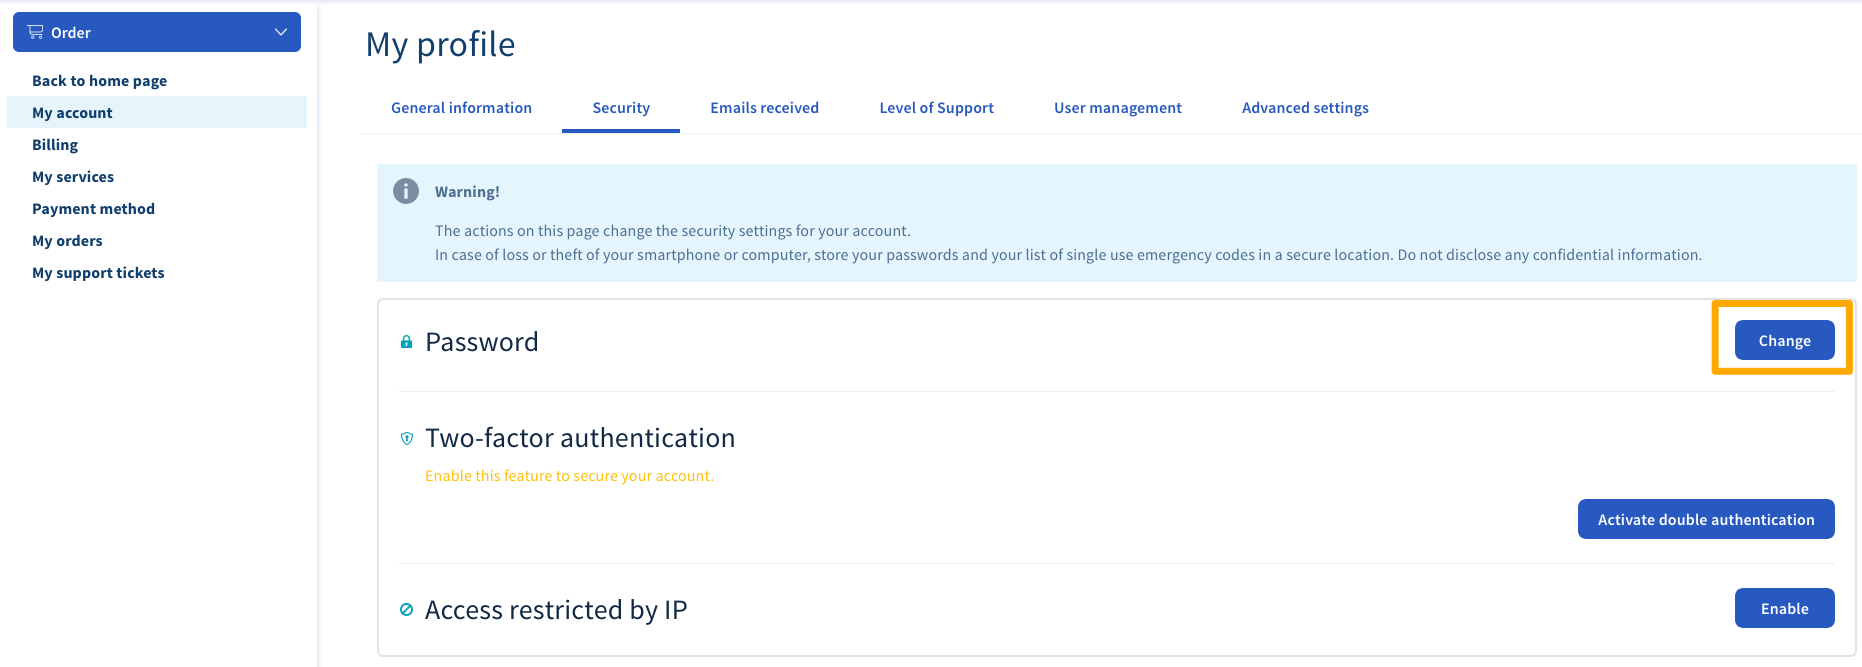 Order
Back to home page
My account
Billing
My services
Payment method
My orders
My support tickets
My profile
General information Security Emails received Level of Support User management Advanced settings
Warning!
The actions on this page change the security settings for your account.
In case of loss or theft of your smartphone or computer, store your passwords and your list of single use emergency codes in a secure location. Do not disclose any confidential information.
Password
Change
Two-factor authentication
Enable this feature to secure your account.
Activate double authentication
Access restricted by IP
Enable